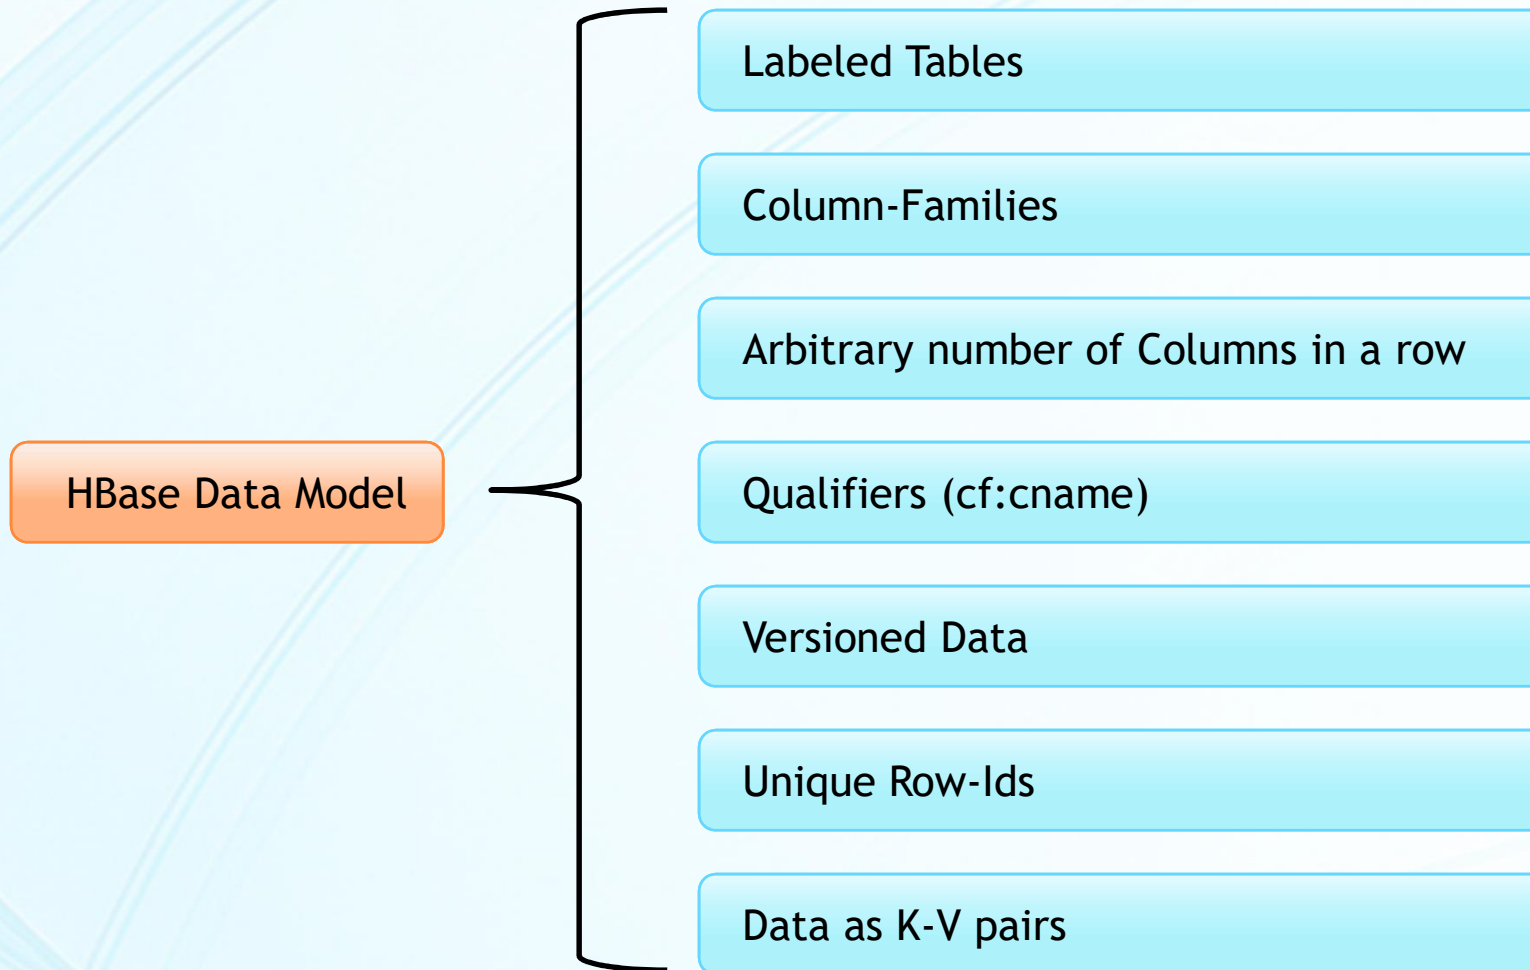 HBase Data Model
Labeled Tables
Column-Families
Arbitrary number of Columns in a row
Qualifiers (cf:cname)
Versioned Data
Unique Row-Ids
Data as K-V pairs